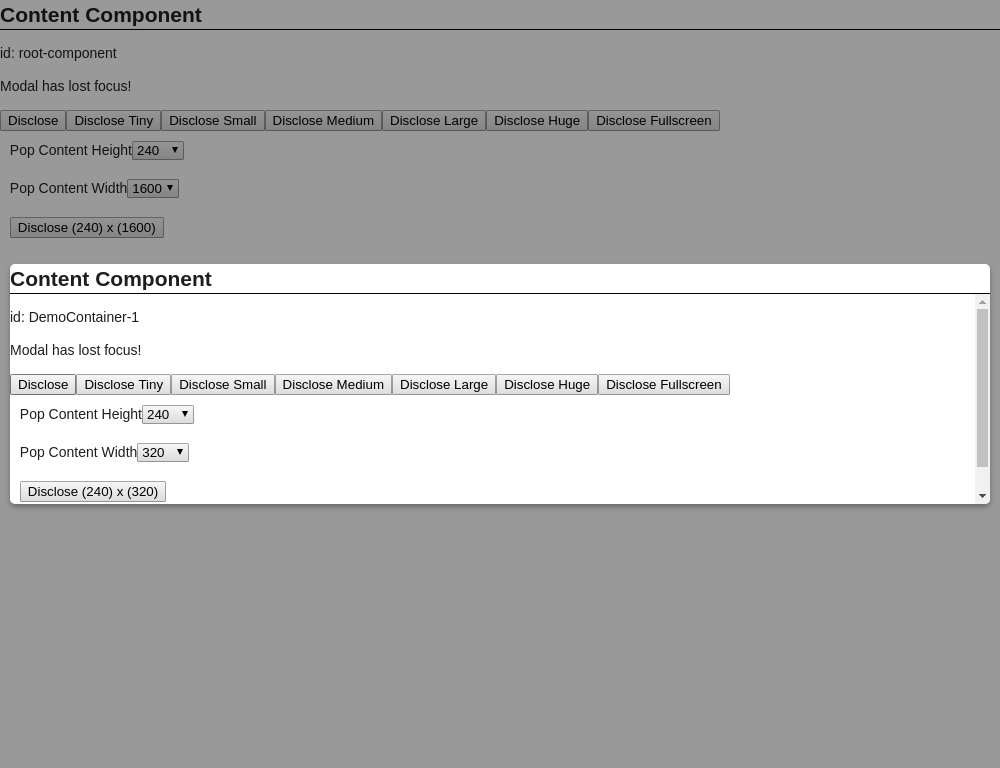 Content Component
id: root-component
Modal has lost focus!
Disclose Disclose Tiny Disclose Small Disclose Medium Disclose Large Disclose Huge Disclose Fullscreen
Pop Content Height 240
Pop Content Width 1600
Disclose (240) x (1600)
Content Component
id: DemoContainer-1
Modal has lost focus!
Disclose Disclose Tiny Disclose Small Disclose Medium Disclose Large Disclose Huge Disclose Fullscreen
Pop Content Height 240
Pop Content Width 320
Disclose (240) x (320)